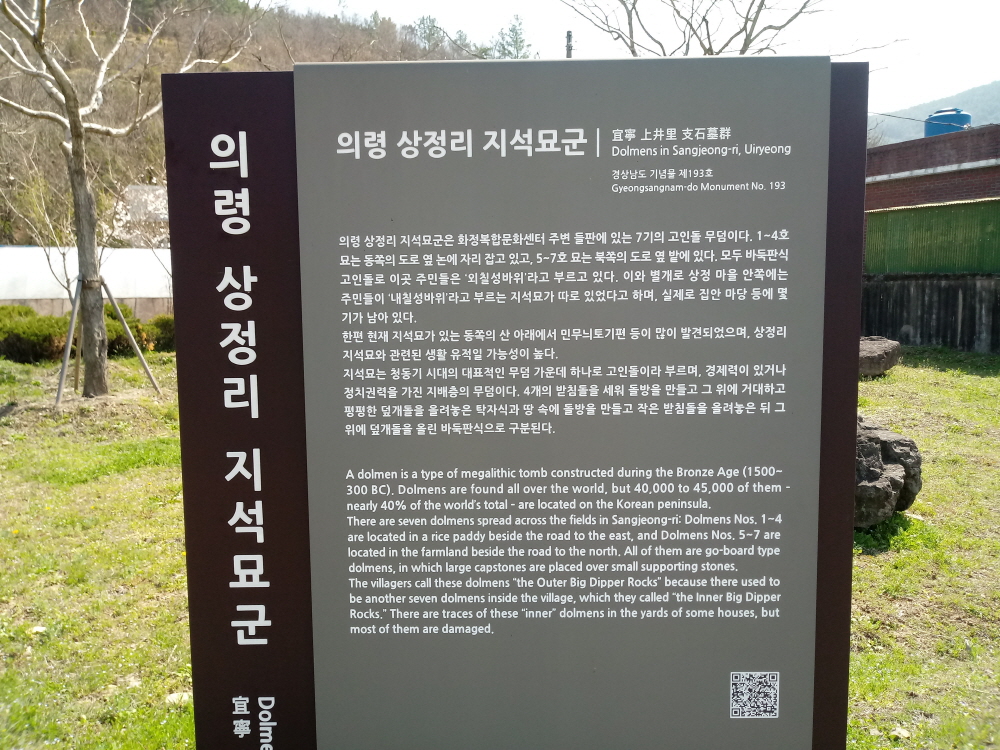 의령 상정리 지석묘군
宜寧
Dolme
의령 상정리 지석묘군
宜寧 上井里 支石墓群
Dolmens in Sangjeong-ri, Uiryeong
경상남도 기념물 제193호
Gyeongsangnam-do Monument No. 193
의령 상정리 지석묘군은 화정복합문화센터 주변 들판에 있는 7기의 고인돌 무덤이다. 1~4호
묘는 동쪽의 도로 옆 논에 자리 잡고 있고, 5~7호 묘는 북쪽의 도로 옆 밭에 있다. 모두 바둑판식
고인돌로 이곳 주민들은 '외칠성바위'라고 부르고 있다. 이와 별개로 상정 마을 안쪽에는
주민들이 '내칠성바위'라고 부르는 지석묘가 따로 있었다고 하며, 실제로 집안 마당 등에 몇
기가 남아 있다.
한편 현재 지석묘가 있는 동쪽의 산 아래에서 민무늬토기편 등이 많이 발견되었으며, 상정리
지석묘와 관련된 생활 유적일 가능성이 높다.
지석묘는 청동기 시대의 대표적인 무덤 가운데 하나로 고인돌이라 부르며, 경제력이 있거나
정치권력을 가진 지배층의 무덤이다. 4개의 받침돌을 세워 돌방을 만들고 그 위에 거대하고
평평한 덮개돌을 올려놓은 탁자식과 땅 속에 돌방을 만들고 작은 받침돌을 올려놓은 뒤 그
위에 덮개돌을 올린 바둑판식으로 구분된다.
A dolmen is a type of megalithic tomb constructed during the Bronze Age (1500~
300 BC). Dolmens are found all over the world, but 40,000 to 45,000 of them -
nearly 40% of the world's total - are located on the Korean peninsula.
There are seven dolmens spread across the fields in Sangjeong-ri: Dolmens Nos. 1~4
are located in a rice paddy beside the road to the east, and Dolmens Nos. 5~7 are
located in the farmland beside the road to the north. All of them are go-board type
dolmens, in which large capstones are placed over small supporting stones.
The villagers call these dolmens "the Outer Big Dipper Rocks" because there used to
be another seven dolmens inside the village, which they called "the Inner Big Dipper
Rocks." There are traces of these "inner" dolmens in the yards of some houses, but
most of them are damaged.